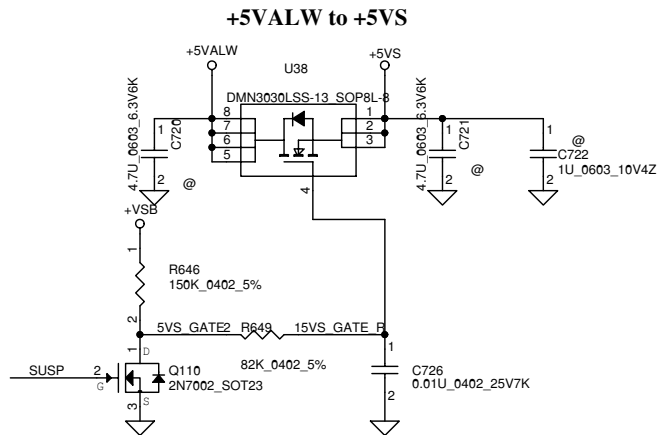 +5VALW to +5VS
+5VALW
+5VS
U38
DMN3030LSS-13_SOP8L-8
8
7
6
5
1
2
3
4
4.7U_0603_6.3V6K
C720
1
2
@
4.7U_0603_6.3V6K
C721
1
2
@
1
2
@
C722
1U_0603_10V4Z
+VSB
1
R646
150K_0402_5%
2
5VS_GATE2
R649
15VS_GATE_R
82K_0402_5%
1
D
SUSP
2
G
Q110
2N7002_SOT23
3
S
1
C726
0.01U_0402_25V7K
2